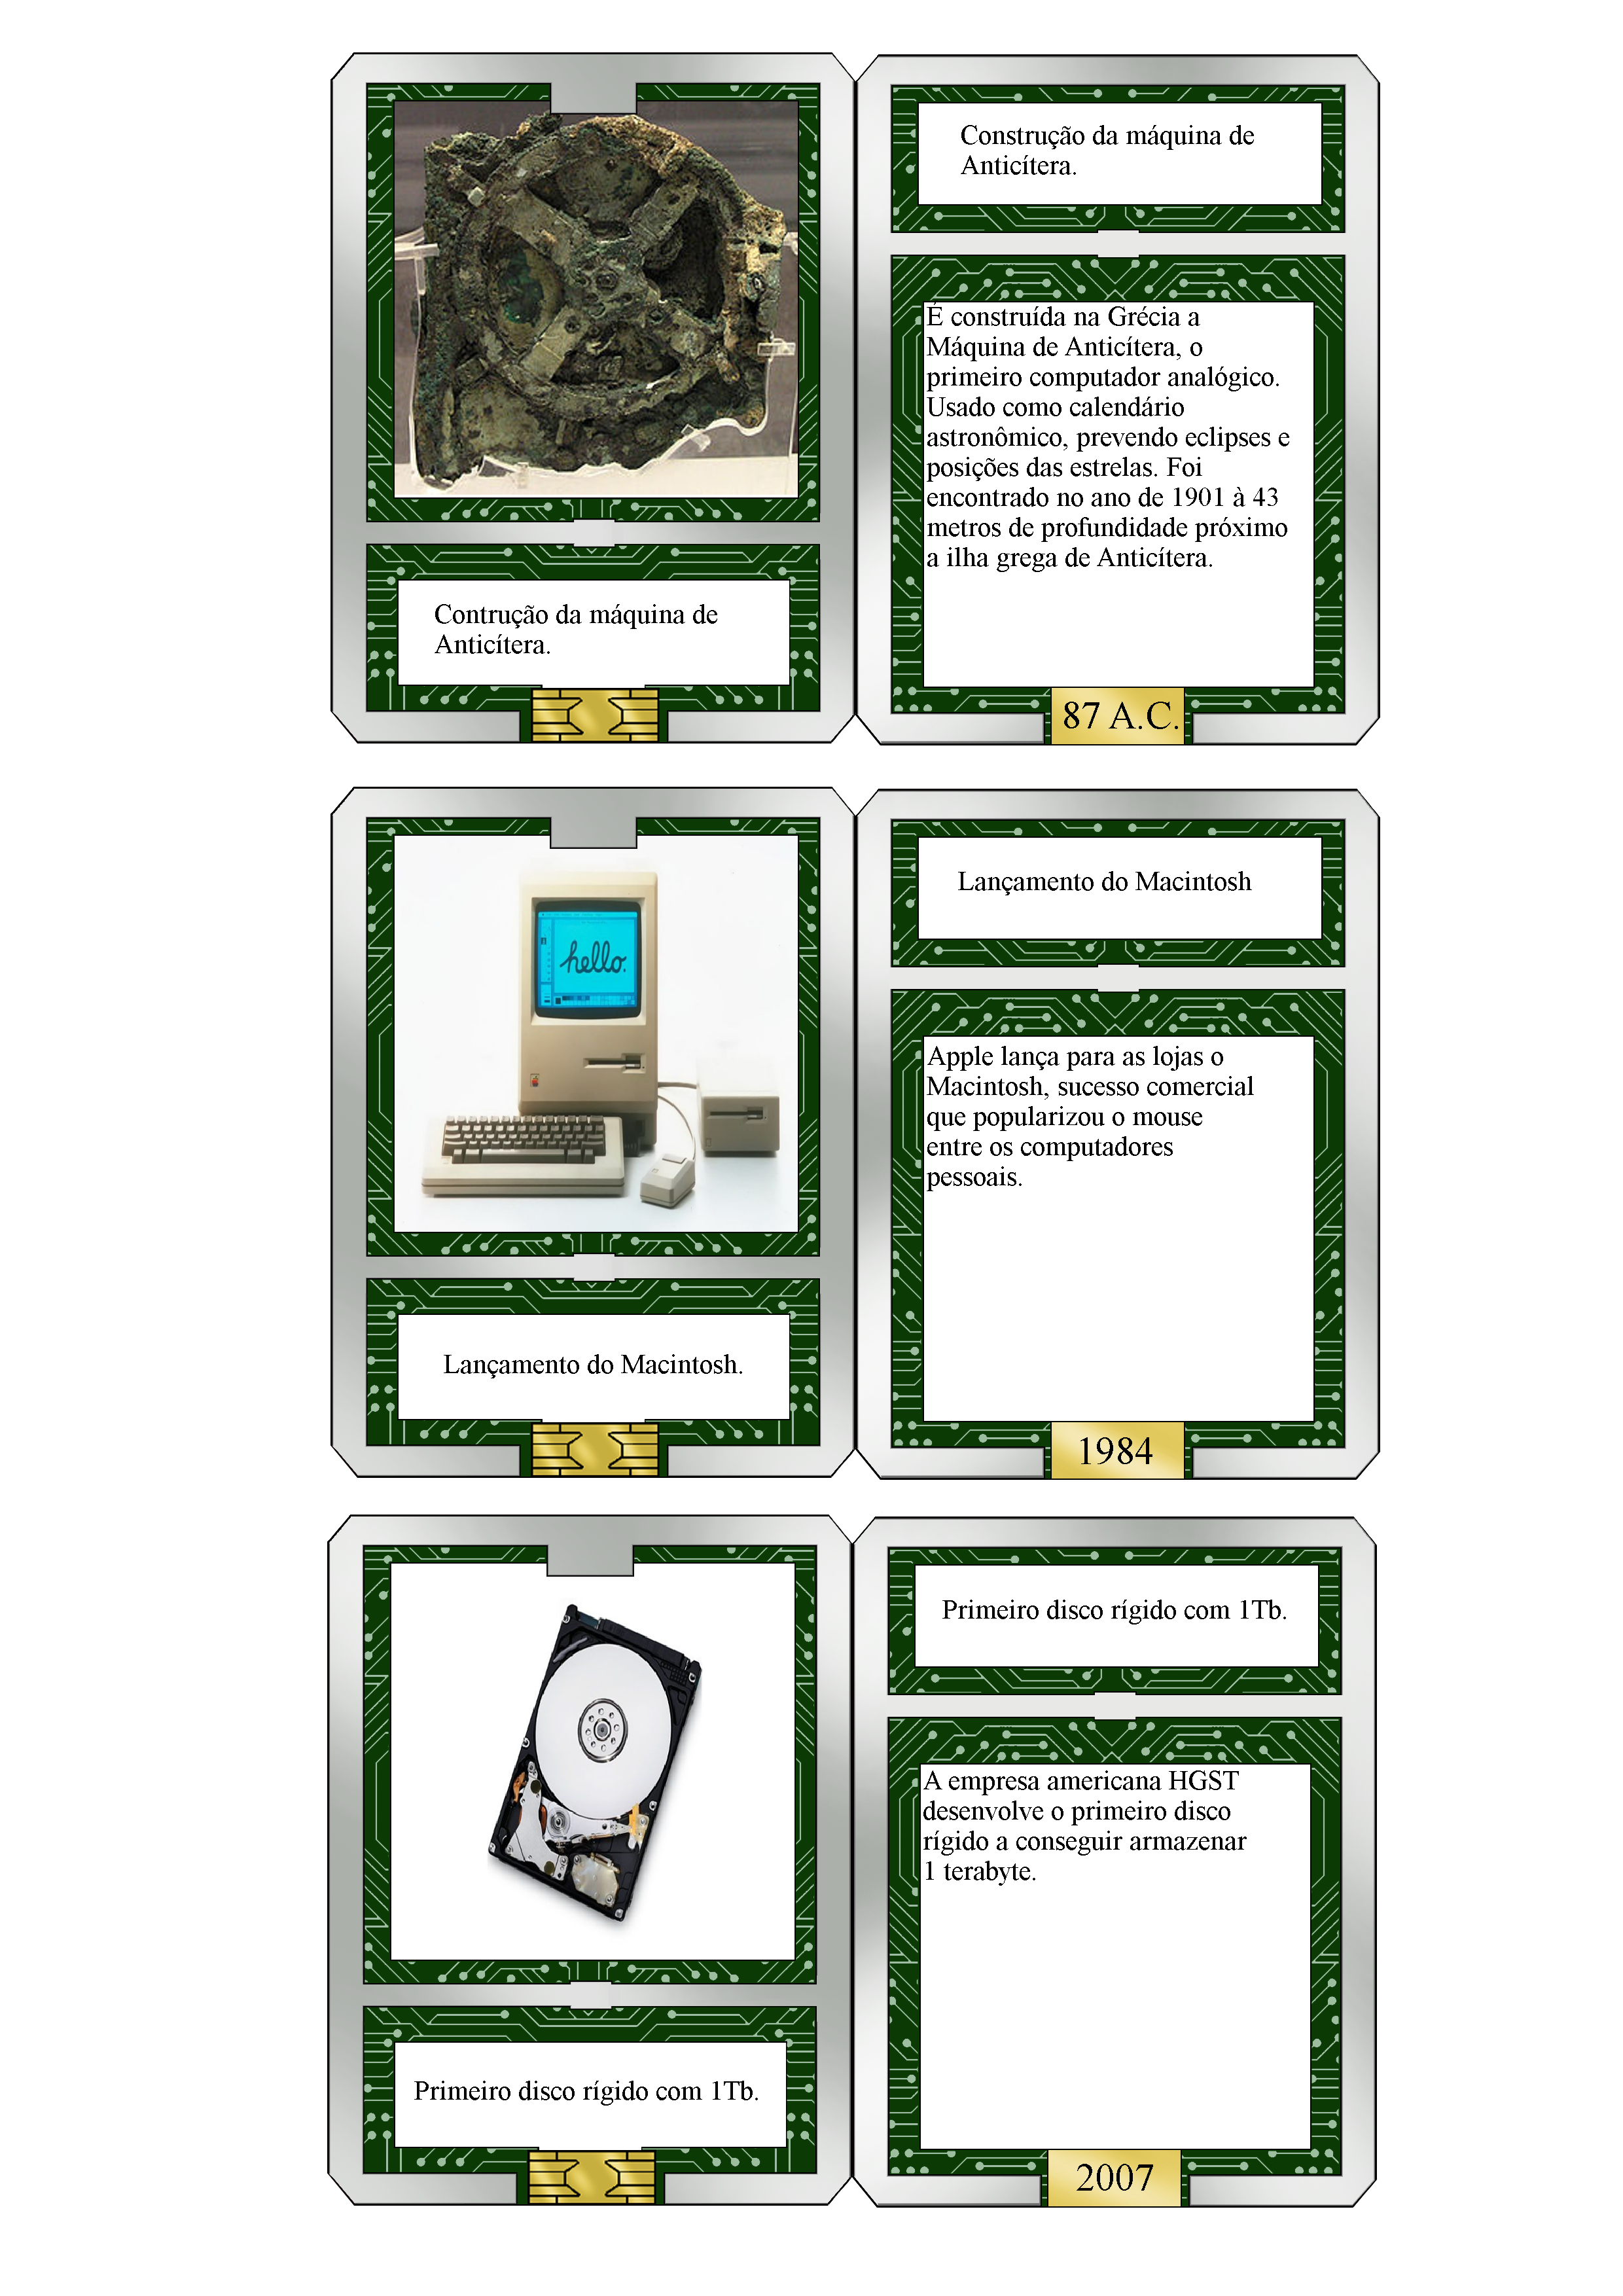 Contrução da máquina de
Anticítera.
Construção da máquina de
Anticítera.
É construída na Grécia a
Máquina de Anticítera, o
primeiro computador analógico.
Usado como calendário
astronômico, prevendo eclipses e
posições das estrelas. Foi
encontrado no ano de 1901 à 43
metros de profundidade próximo
a ilha grega de Anticítera.
87 A.C.
hello.
Lançamento do Macintosh.
Lançamento do Macintosh
Apple lança para as lojas o
Macintosh, sucesso comercial
que popularizou o mouse
entre os computadores
pessoais.
1984
Primeiro disco rígido com 1Tb.
Primeiro disco rígido com 1Tb.
A empresa americana HGST
desenvolve o primeiro disco
rígido a conseguir armazenar
1 terabyte.
2007